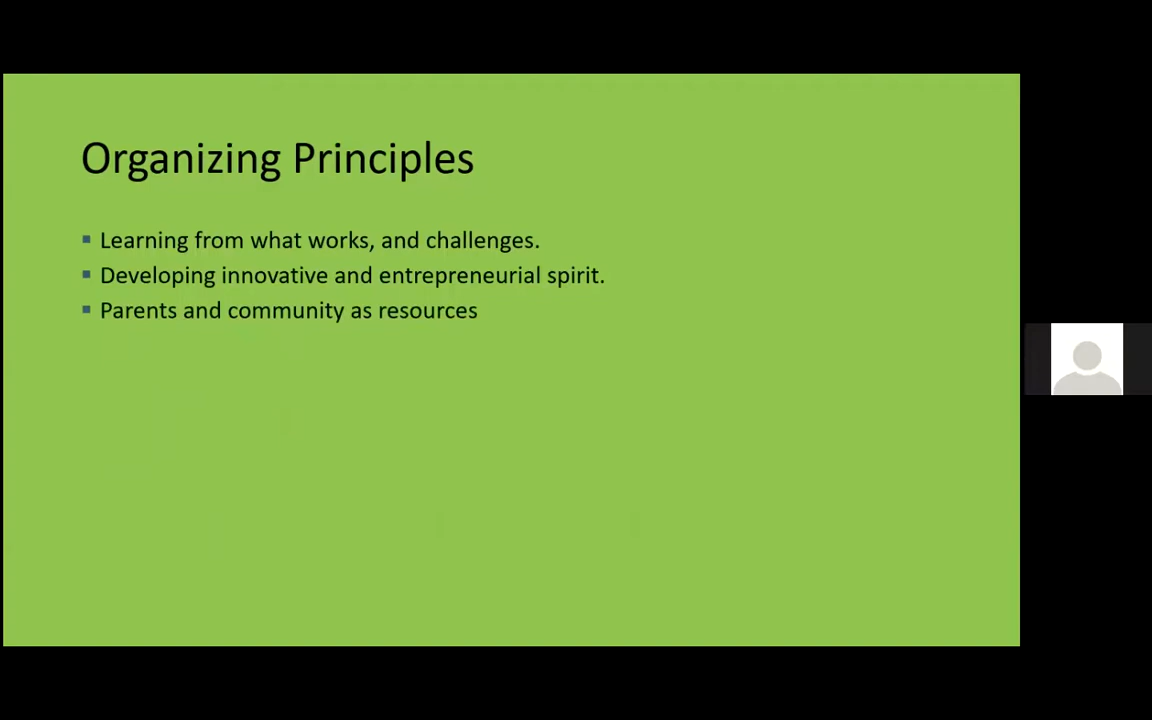 Organizing Principles
Learning from what works, and challenges.
Developing innovative and entrepreneurial spirit.
Parents and community as resources